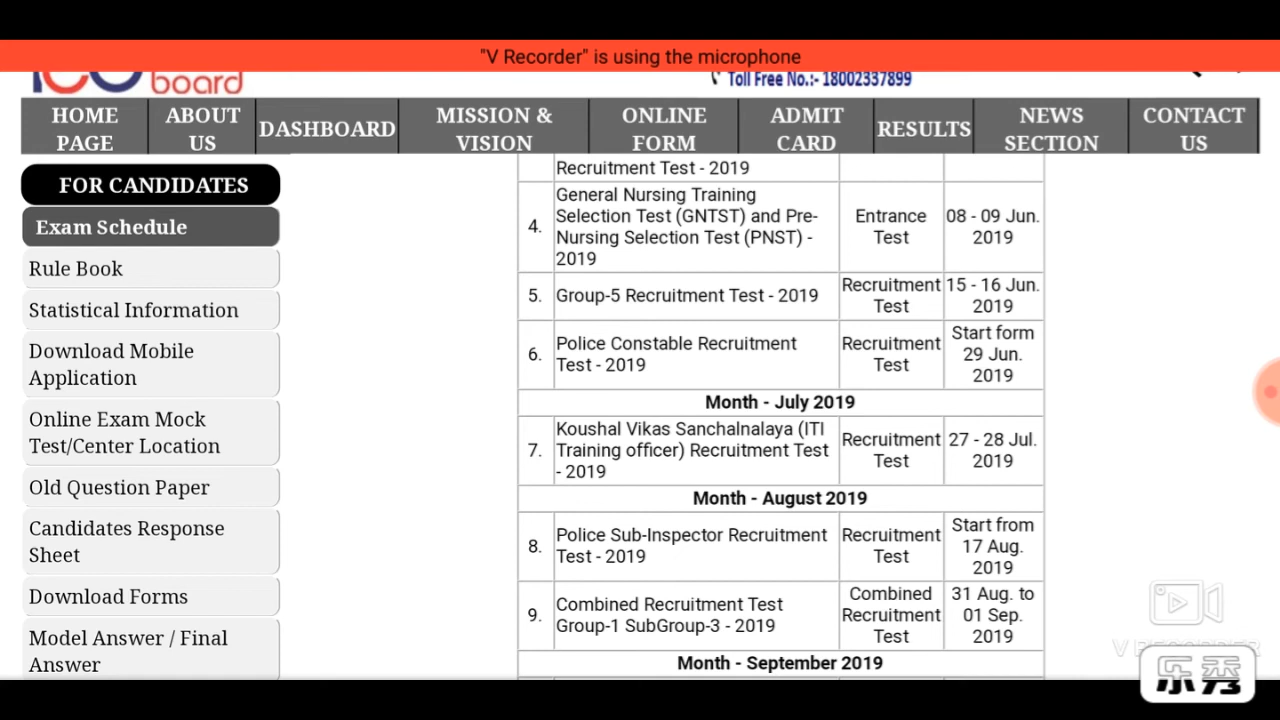 "V Recorder" is using the microphone
board
Toll Free No.:- 18002337899
HOME PAGE
ABOUT US
DASHBOARD
MISSION & VISION
ONLINE FORM
ADMIT CARD
RESULTS
NEWS SECTION
CONTACT US
FOR CANDIDATES
Exam Schedule
Rule Book
Statistical Information
Download Mobile
Application
Online Exam Mock
Test/Center Location
Old Question Paper
Candidates Response
Sheet
Download Forms
Model Answer / Final
Answer
Recruitment Test - 2019
4.
General Nursing Training
Selection Test (GNTST) and Pre-
Nursing Selection Test (PNST) -
2019
Entrance
Test
08 - 09 Jun.
2019
5.
Group-5 Recruitment Test - 2019
Recruitment
Test
15 - 16 Jun.
2019
6.
Police Constable Recruitment
Test - 2019
Recruitment
Test
Start form
29 Jun.
2019
Month - July 2019
7.
Koushal Vikas Sanchalnalaya (ITI
Training officer) Recruitment Test
- 2019
Recruitment
Test
27 - 28 Jul.
2019
Month - August 2019
8.
Police Sub-Inspector Recruitment
Test - 2019
Recruitment
Test
Start from
17 Aug.
2019
9.
Combined Recruitment Test
Group-1 SubGroup-3 - 2019
Combined
Recruitment
Test
31 Aug. to
01 Sep.
2019
Month - September 2019
V RECORDER
乐秀